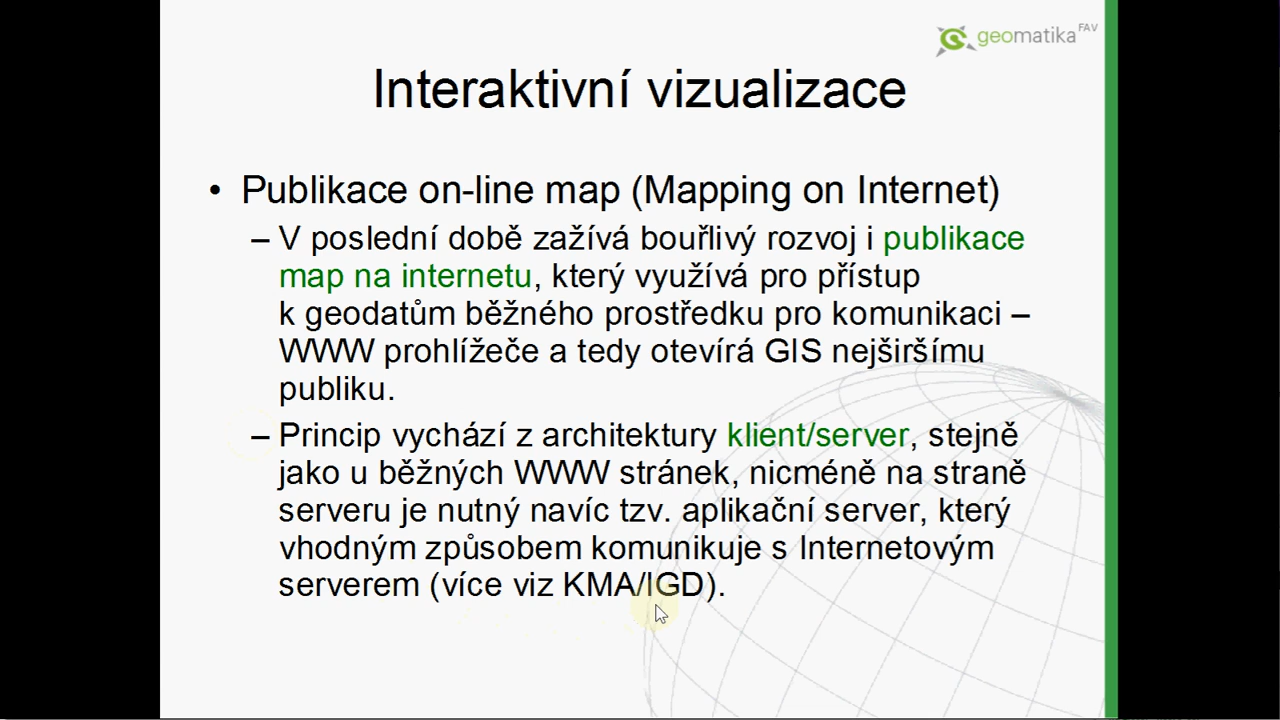 geomatika FAV
Interaktivní vizualizace
• Publikace on-line map (Mapping on Internet)
– V poslední době zažívá bouřlivý rozvoj i publikace
map na internetu, který využívá pro přístup
k geodatům běžného prostředku pro komunikaci –
WWW prohlížeče a tedy otevírá GIS nejširšímu
publiku.
– Princip vychází z architektury klient/server, stejně
jako u běžných WWW stránek, nicméně na straně
serveru je nutný navíc tzv. aplikační server, který
vhodným způsobem komunikuje s Internetovým
serverem (více viz KMA/IGD).